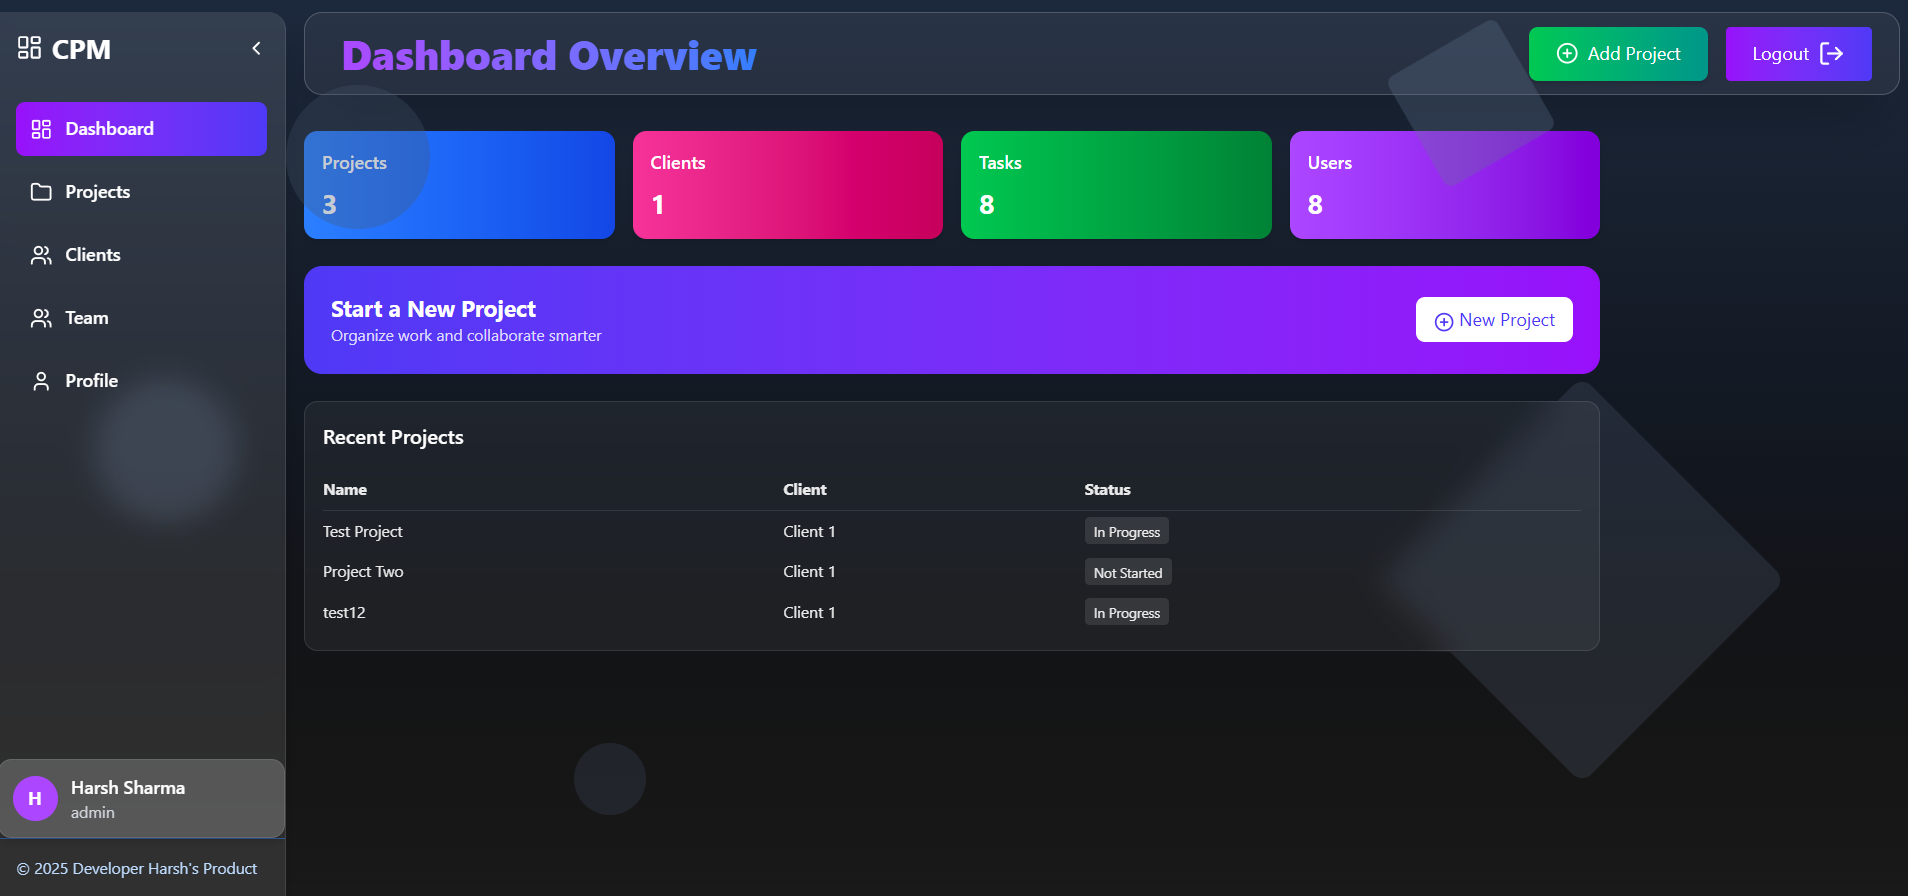 CPM
Dashboard
Projects
Clients
Team
Profile
Harsh Sharma
admin
© 2025 Developer Harsh's Product
Dashboard Overview
Add Project
Logout
Projects
3
Clients
1
Tasks
8
Users
8
Start a New Project
Organize work and collaborate smarter
New Project
Recent Projects
Name Client Status
Test Project Client 1 In Progress
Project Two Client 1 Not Started
test12 Client 1 In Progress
H